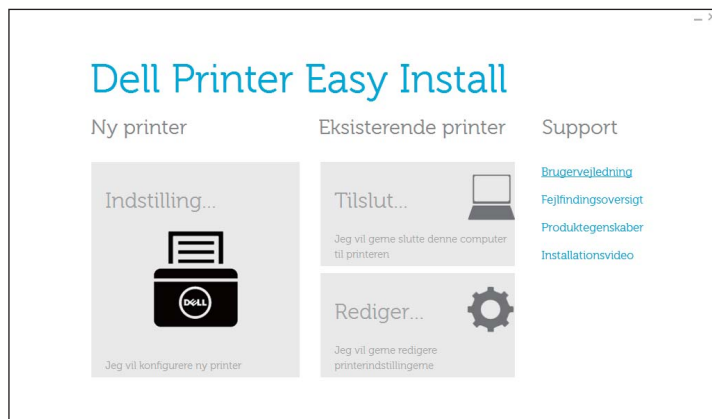 Dell Printer Easy Install
Ny printer
Eksisterende printer
Support
Indstilling...
DELL
Jeg vil konfigurere ny printer
Tilslut...
Jeg vil gerne slutte denne computer
til printeren
Rediger...
Jeg vil gerne redigere
printerindstillingerne
Brugervejledning
Fejlfindingsoversigt
Produktegenskaber
Installationsvideo